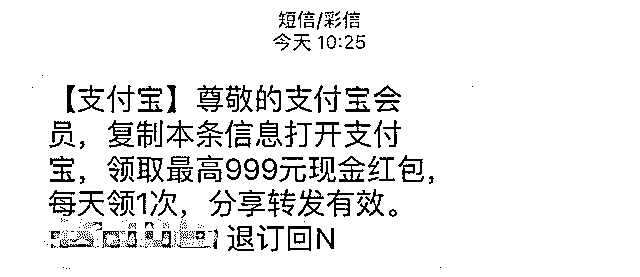 短信/彩信
今天 10:25
【支付宝】尊敬的支付宝会
员，复制本条信息打开支付
宝，领取最高999元现金红包，
每天领1次，分享转发有效。
退订回N